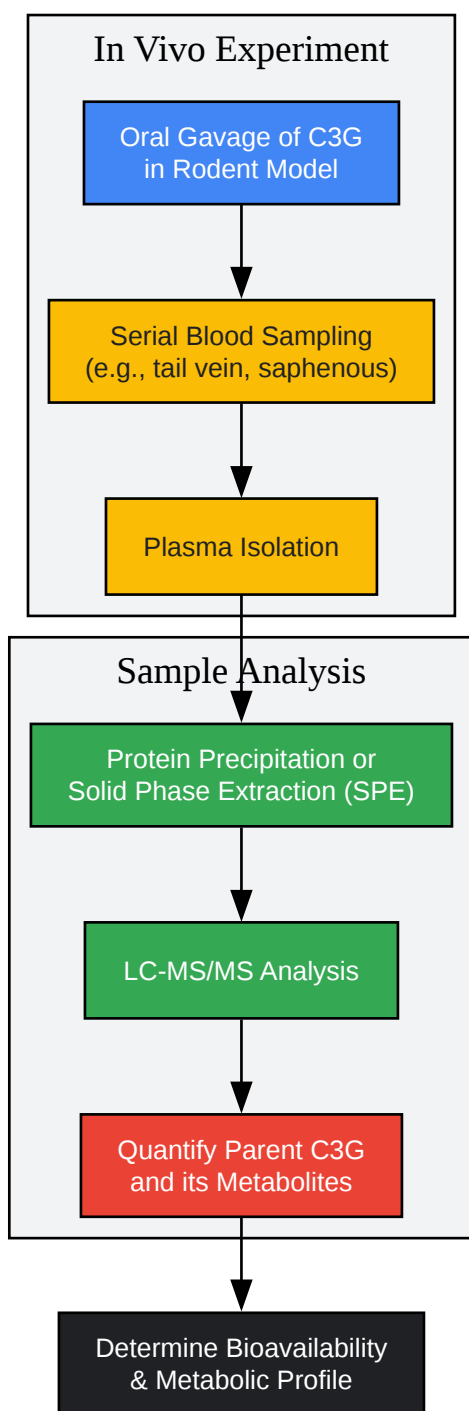 In Vivo Experiment
Oral Gavage of C3G
in Rodent Model
Serial Blood Sampling
(e.g., tail vein, saphenous)
Plasma Isolation
Sample Analysis
Protein Precipitation or
Solid Phase Extraction (SPE)
LC-MS/MS Analysis
Quantify Parent C3G
and its Metabolites
Determine Bioavailability
& Metabolic Profile